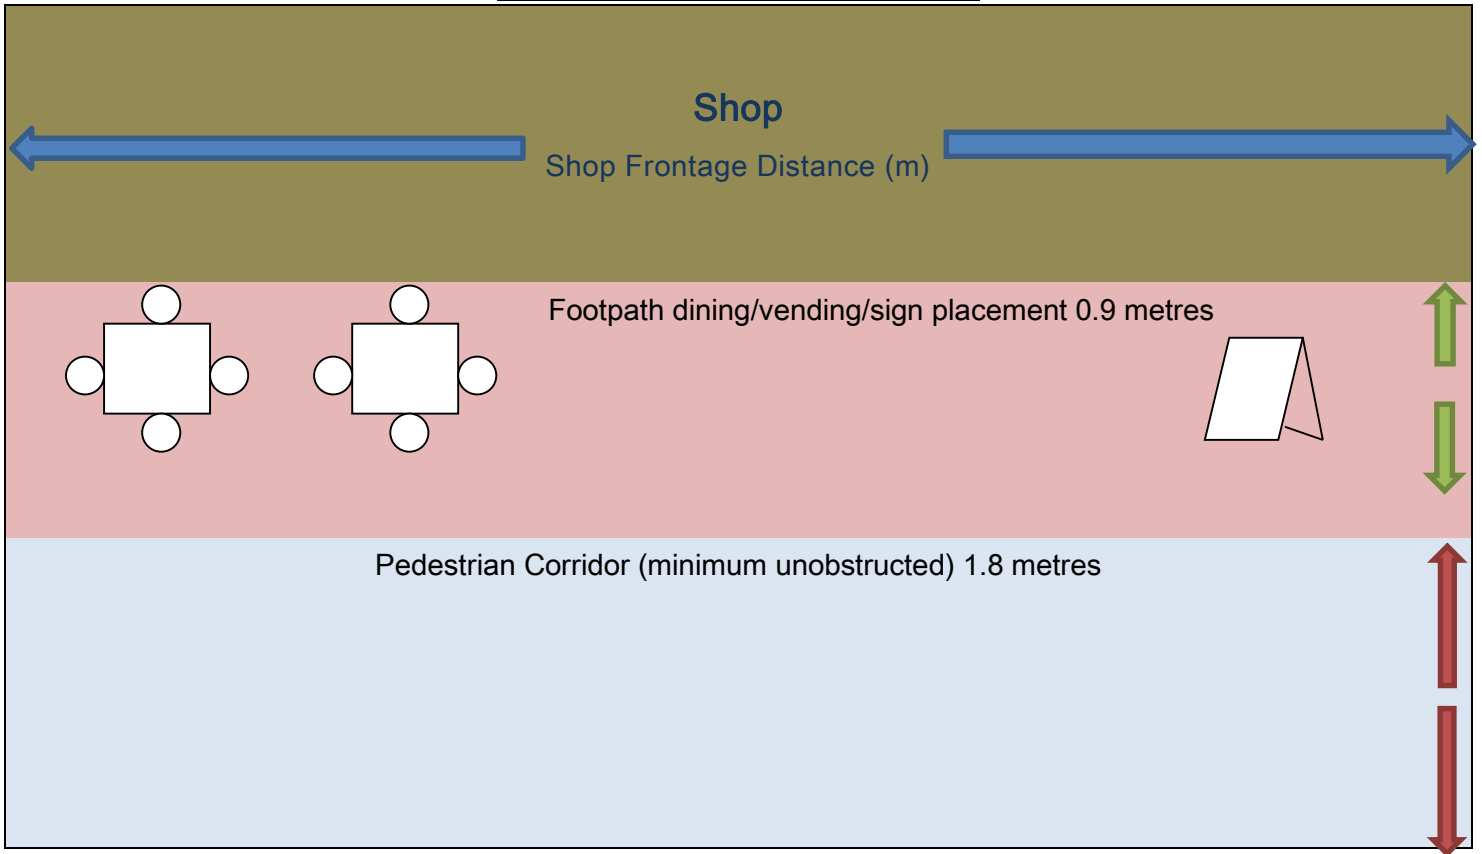 Shop
Shop Frontage Distance (m)
Footpath dining/vending/sign placement 0.9 metres
Pedestrian Corridor (minimum unobstructed) 1.8 metres